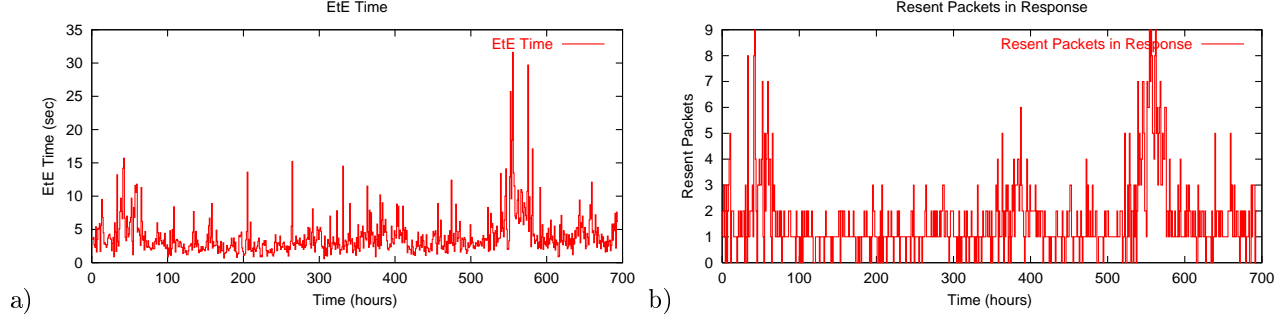 EtE Time
35
30
25
20
15
10
5
0
EtE Time (sec)
EtE Time
0 100 200 300 400 500 600 700
Time (hours)
a)
Resent Packets in Response
9
8
7
6
5
4
3
2
1
0
Resent Packets
Resent Packets in Response
0 100 200 300 400 500 600 700
Time (hours)
b)